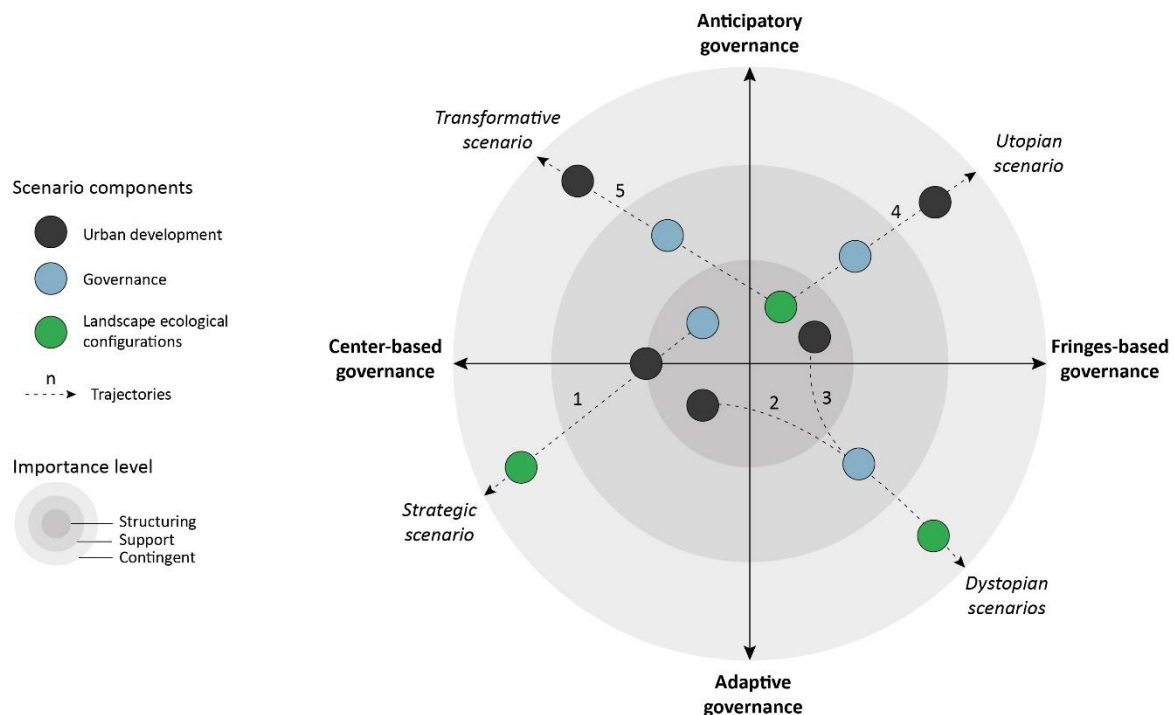 Anticipatory
governance
Transformative
scenario
Utopian
scenario
Scenario components
Urban development
Governance
Landscape ecological
configurations
n
Trajectories
5
4
Center-based
governance
Fringes-based
governance
1
2
3
Importance level
Structuring
Support
Contingent
Strategic
scenario
Dystopian
scenarios
Adaptive
governance